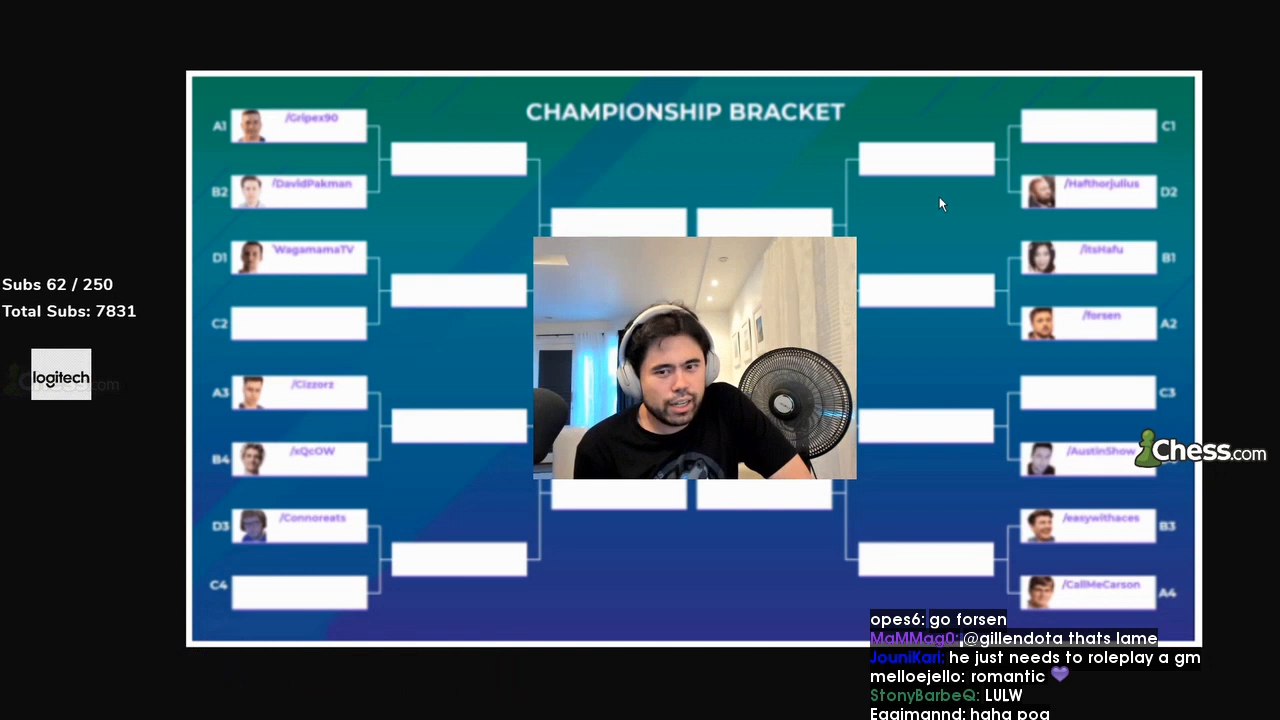 CHAMPIONSHIP BRACKET
A1 /Gripex90
B2 /DavidPakman
D1 /WagamamaTV
C2
A3 /Cizzorz
B4 /xQcOW
D3 /Connoreats
C4
C1
/Hafthorjulius D2
/itsHafu B1
/forsen A2
C3
/AustinShow
/easywithaces B3
/CallMeCarson A4
Subs 62 / 250
Total Subs: 7831
logitech
Chess.com
opes6: go forsen
MaMMag0: @gillendota thats lame
JouniKari: he just needs to roleplay a gm
melloejello: romantic 💜
StonyBarbeQ: LULW
Eggimannd: haha pog